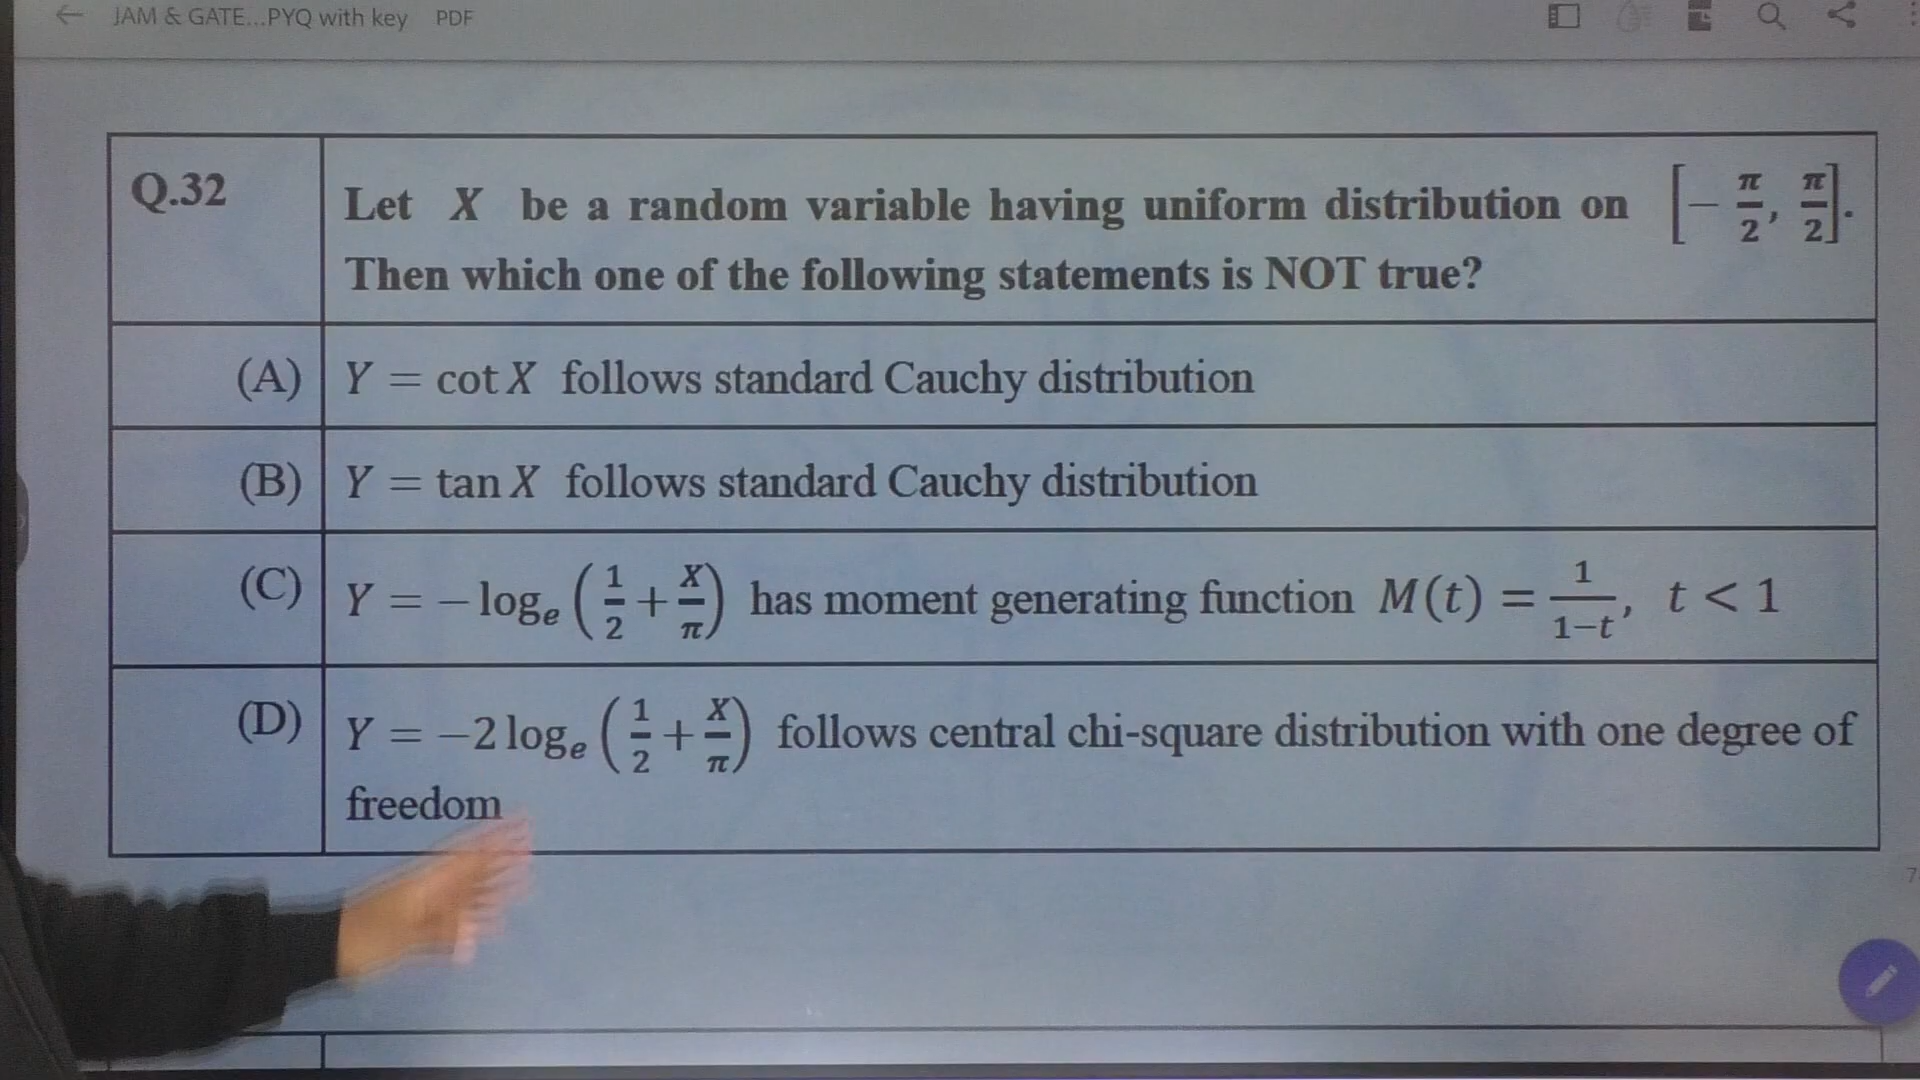 JAM & GATE...PYQ with key PDF
Q.32 Let X be a random variable having uniform distribution on [− π/2, π/2].
Then which one of the following statements is NOT true?
(A) Y = cot X follows standard Cauchy distribution
(B) Y = tan X follows standard Cauchy distribution
(C) Y = − logₑ (1/2 + X/π) has moment generating function M(t) = 1/(1−t), t < 1
(D) Y = −2 logₑ (1/2 + X/π) follows central chi-square distribution with one degree of
freedom
7